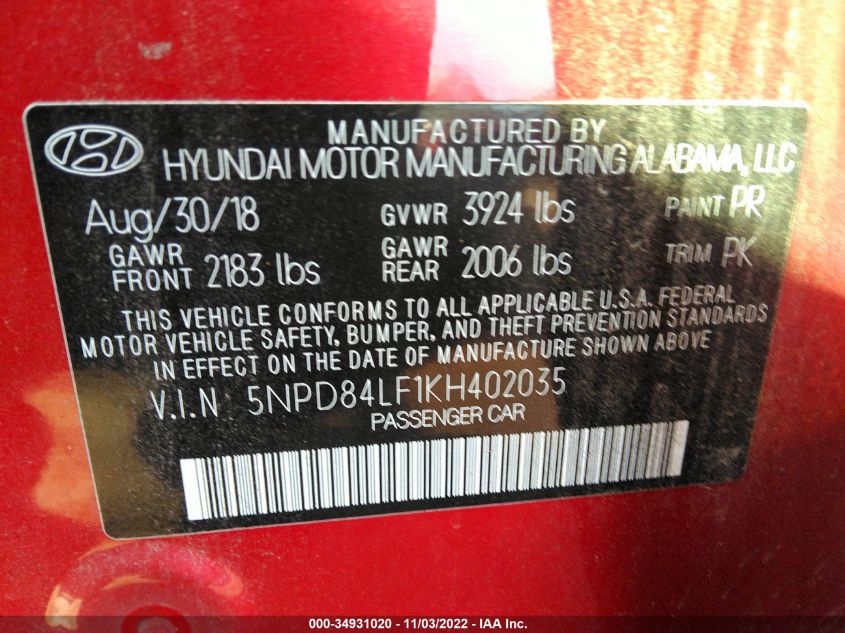 MANUFACTURED BY
HYUNDAI MOTOR MANUFACTURING ALABAMA, LLC
Aug/30/18 GVWR 3924 lbs PAINT PR
GAWR FRONT 2183 lbs GAWR REAR 2006 lbs TRIM PK
THIS VEHICLE CONFORMS TO ALL APPLICABLE U.S.A. FEDERAL
MOTOR VEHICLE SAFETY, BUMPER, AND THEFT PREVENTION STANDARDS
IN EFFECT ON THE DATE OF MANUFACTURE SHOWN ABOVE
V.I.N 5NPD84LF1KH402035
PASSENGER CAR
000-34931020 - 11/03/2022 - IAA Inc.